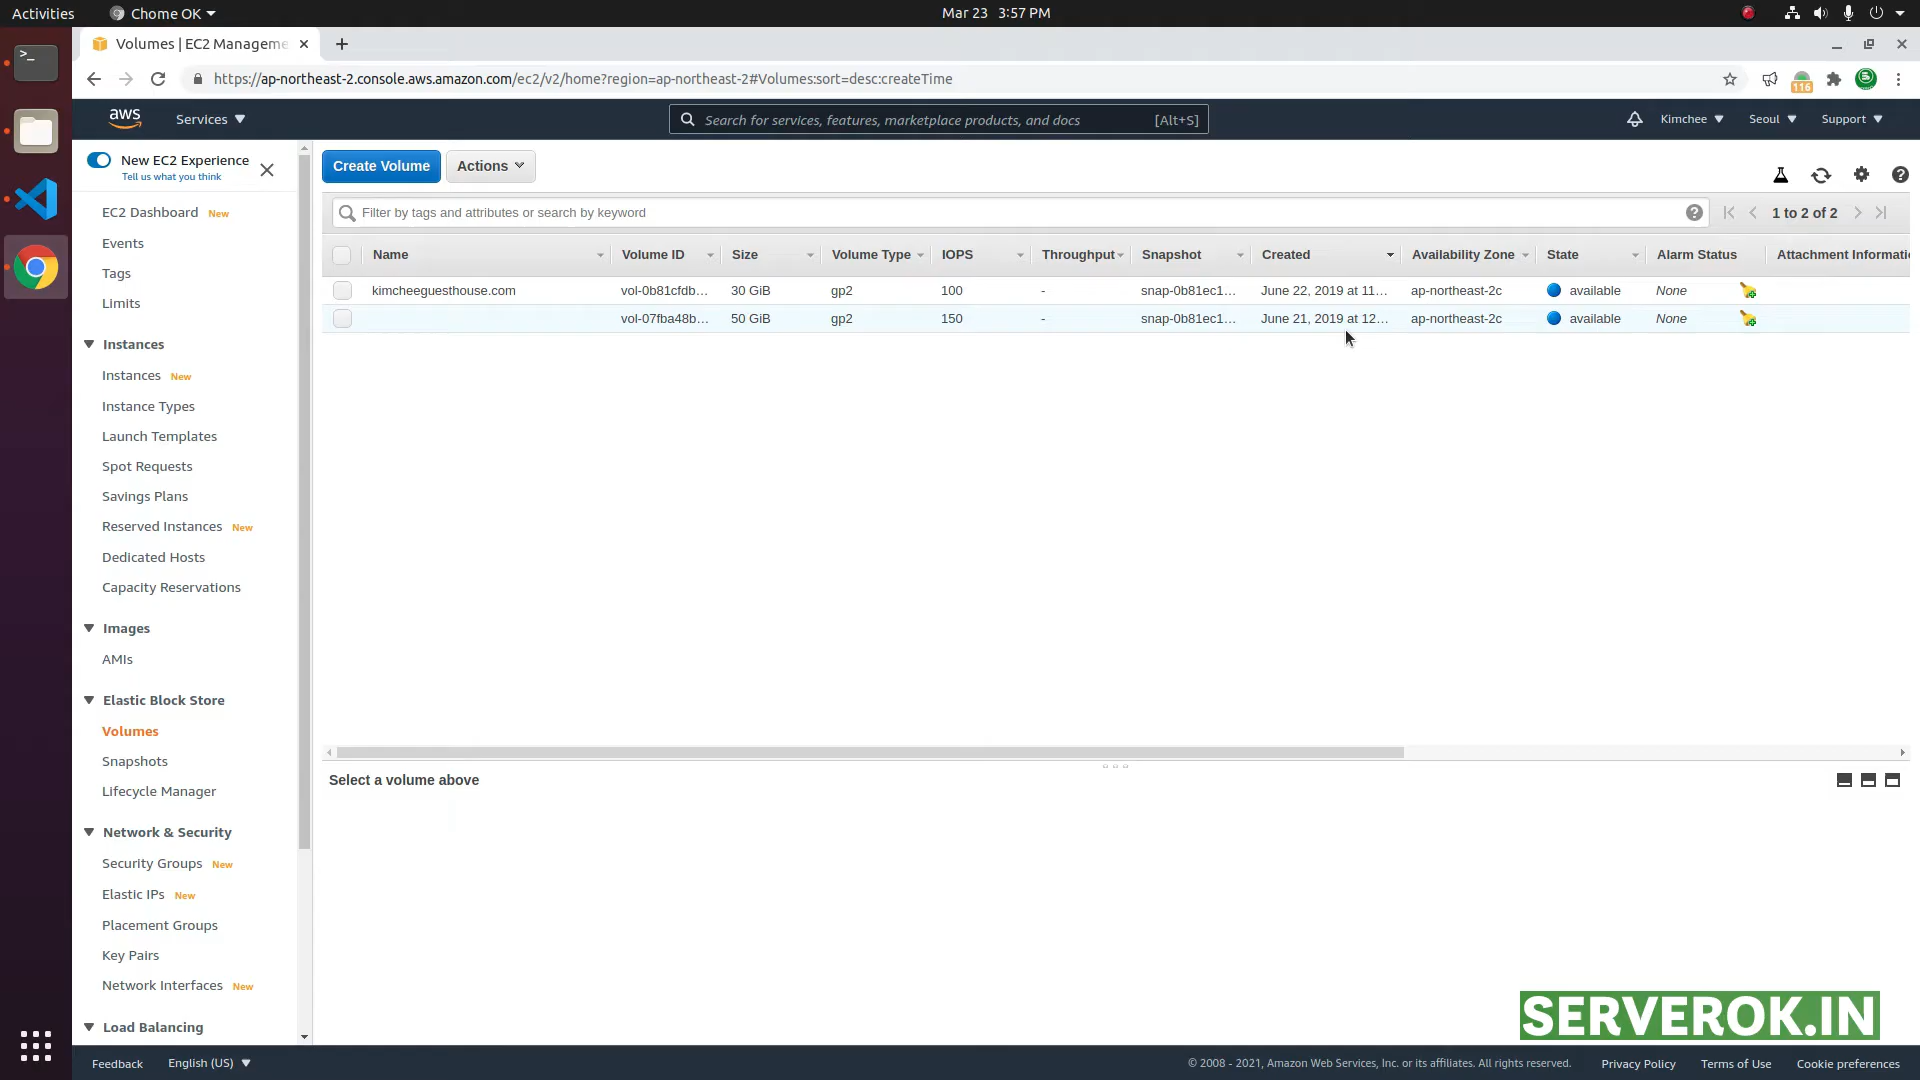 Activities
Chome OK
Mar 23 3:57 PM
Volumes | EC2 Manageme
https://ap-northeast-2.console.aws.amazon.com/ec2/v2/home?region=ap-northeast-2#Volumes:sort=desc:createTime
116
aws
Services
Search for services, features, marketplace products, and docs
[Alt+S]
Kimchee
Seoul
Support
New EC2 Experience
Tell us what you think
EC2 Dashboard New
Events
Tags
Limits
Instances
Instances New
Instance Types
Launch Templates
Spot Requests
Savings Plans
Reserved Instances New
Dedicated Hosts
Capacity Reservations
Images
AMIs
Elastic Block Store
Volumes
Snapshots
Lifecycle Manager
Network & Security
Security Groups New
Elastic IPs New
Placement Groups
Key Pairs
Network Interfaces New
Load Balancing
Create Volume
Actions
Filter by tags and attributes or search by keyword
1 to 2 of 2
Name Volume ID Size Volume Type IOPS Throughput Snapshot Created Availability Zone State Alarm Status Attachment Informati
kimcheeguesthouse.com vol-0b81cfdb... 30 GiB gp2 100 - snap-0b81ec1... June 22, 2019 at 11... ap-northeast-2c available None
vol-07fba48b... 50 GiB gp2 150 - snap-0b81ec1... June 21, 2019 at 12... ap-northeast-2c available None
Select a volume above
SERVEROK.IN
Feedback
English (US)
© 2008 - 2021, Amazon Web Services, Inc. or its affiliates. All rights reserved.
Privacy Policy
Terms of Use
Cookie preferences